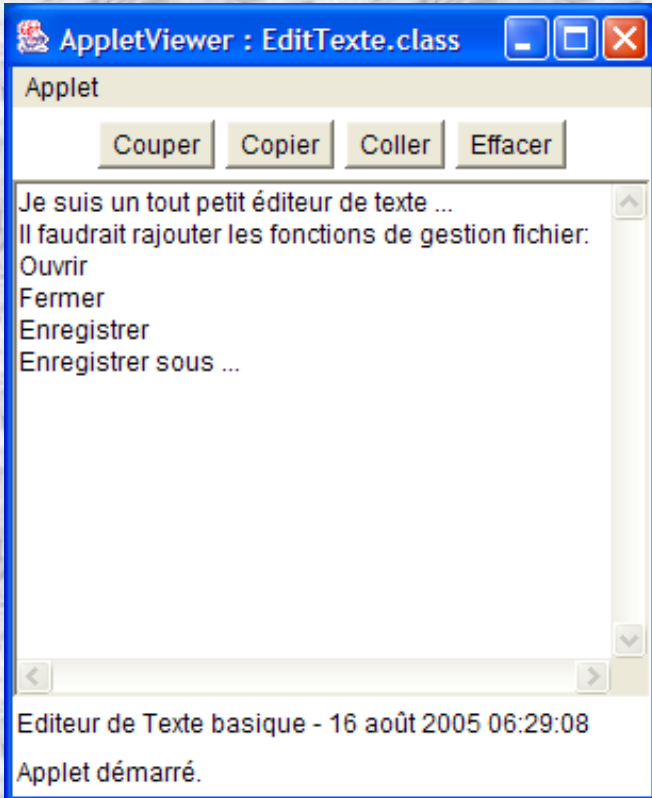 AppletViewer : EditTexte.class
Applet
Couper Copier Coller Effacer
Je suis un tout petit éditeur de texte ...
Il faudrait rajouter les fonctions de gestion fichier:
Ouvrir
Fermer
Enregistrer
Enregistrer sous ...
Editeur de Texte basique - 16 août 2005 06:29:08
Applet démarré.